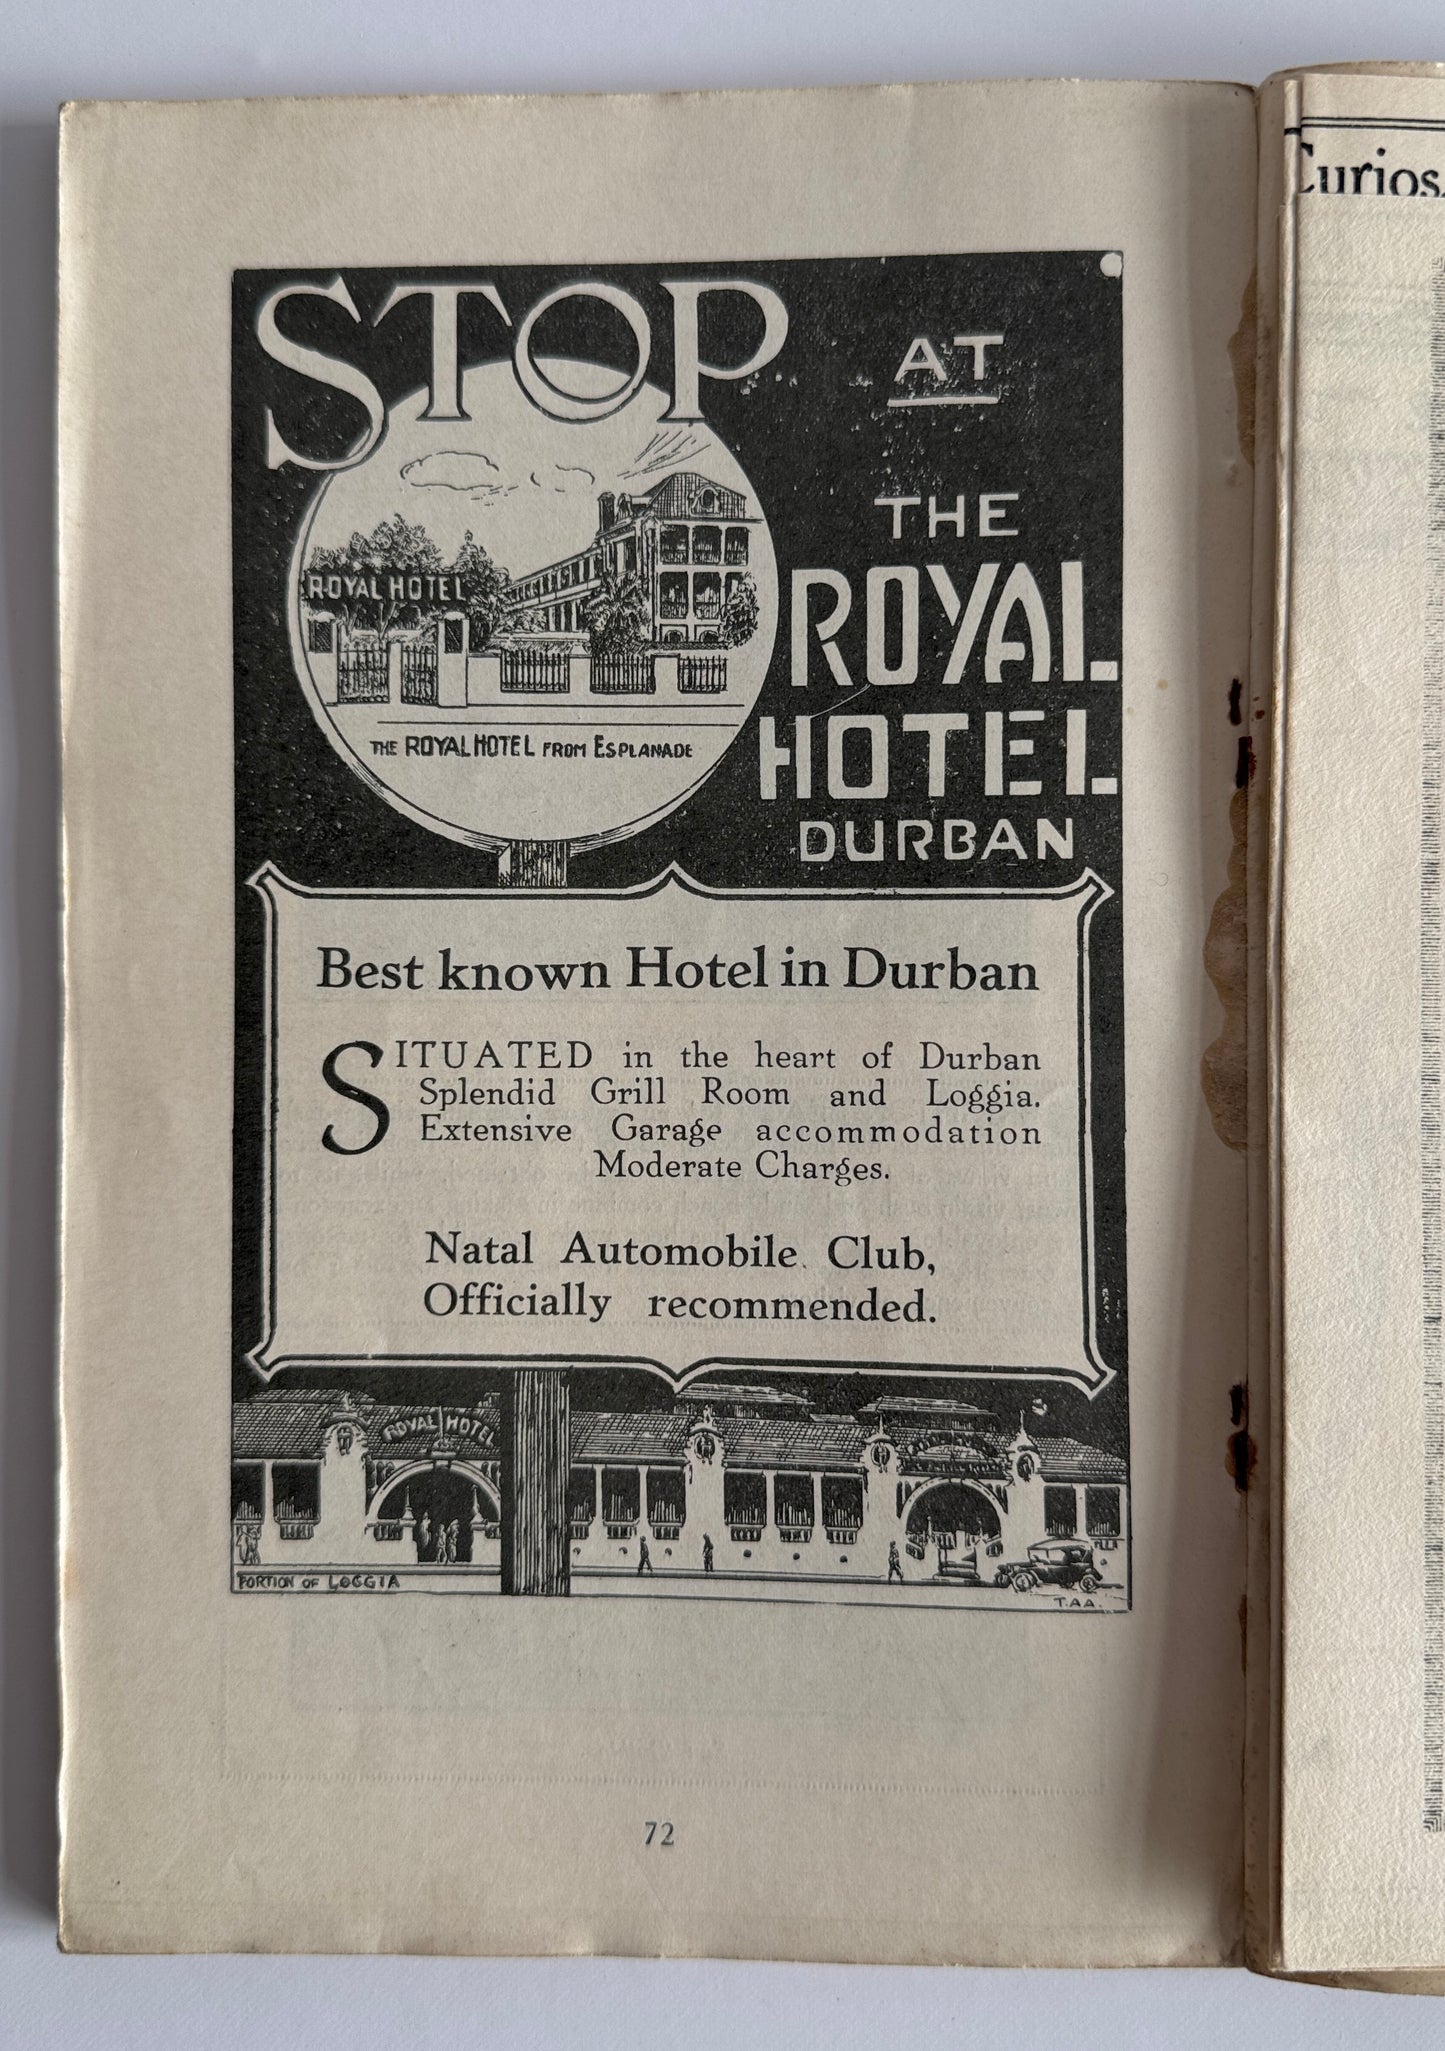 STOP
AT
THE
ROYAL
HOTEL
DURBAN
ROYAL HOTEL
THE ROYAL HOTEL FROM ESPLANADE
Best known Hotel in Durban
SITUATED in the heart of Durban
Splendid Grill Room and Loggia.
Extensive Garage accommodation
Moderate Charges.
Natal Automobile Club,
Officially recommended.
ROYAL HOTEL
PORTION OF LOGGIA
T.A.A.
72
Curios.